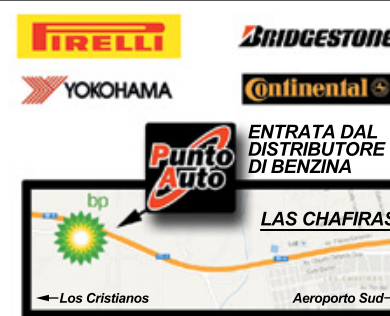 PIRELLI
BRIDGESTONE
YOKOHAMA
Continental
Punto
Auto
ENTRATA DAL
DISTRIBUTORE
DI BENZINA
bp
LAS CHAFIRAS
Los Cristianos
Aeroporto Sud